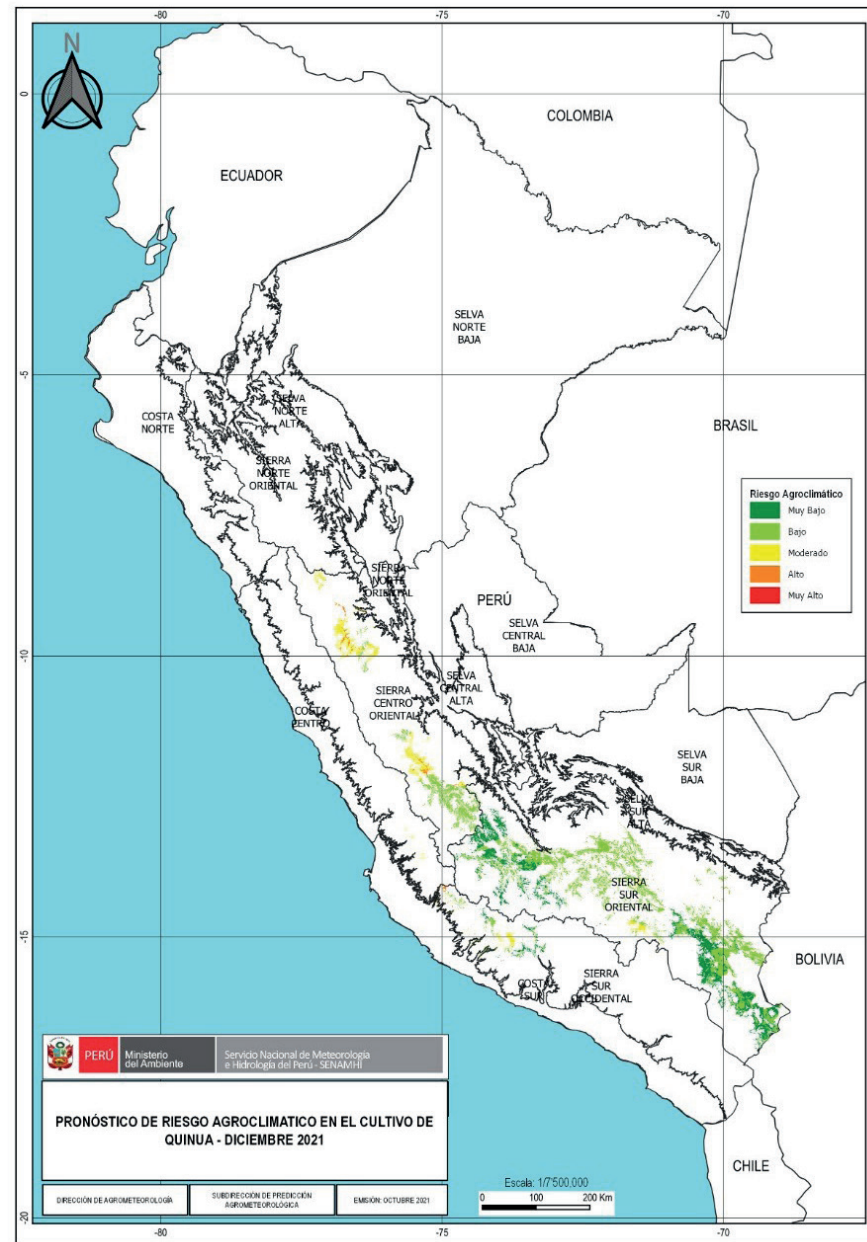 -80
-75
-70
N
0
COLOMBIA
ECUADOR
SELVA
NORTE
BAJA
-5
COSTA
NORTE
SELVA
NORTE
ALTA
BRASIL
SIERRA
NORTE
ORIENTAL
Riesgo Agroclimático
Muy Bajo
Bajo
Moderado
Alto
Muy Alto
SIERRA
NORTE
ORIENTAL
PERÚ
SELVA
CENTRAL
BAJA
-10
SELVA
CENTRAL
ALTA
SIERRA
CENTRO
ORIENTAL
COSTA
CENTRO
SELVA
SUR
BAJA
SELVA
SUR
ALTA
SIERRA
SUR
ORIENTAL
-15
BOLIVIA
COSTA
SUR
SIERRA
SUR
OCCIDENTAL
PERÚ
Ministerio
del Ambiente
Servicio Nacional de Meteorología
e Hidrología del Perú - SENAMHI
PRONÓSTICO DE RIESGO AGROCLIMATICO EN EL CULTIVO DE
QUINUA - DICIEMBRE 2021
DIRECCIÓN DE AGROMETEOROLOGÍA
SUBDIRECCIÓN DE PREDICCIÓN
AGROMETEOROLÓGICA
EMISIÓN: OCTUBRE 2021
Escala: 1/7'500,000
0 100 200 Km
CHILE
-20
-80
-75
-70